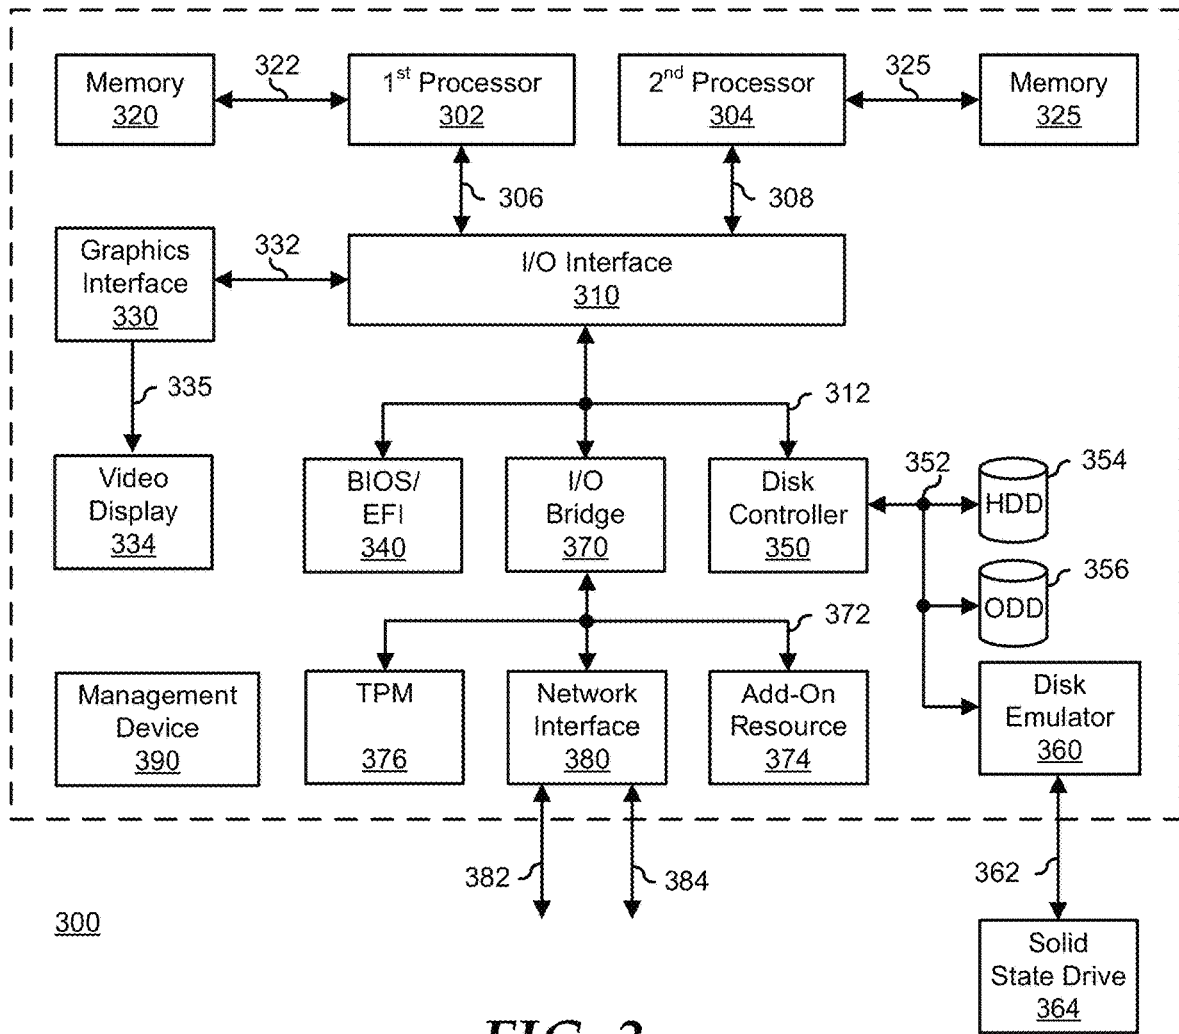 Memory
320
322
1st Processor
302
2nd Processor
304
325
Memory
325
306
308
Graphics
Interface
330
332
I/O Interface
310
335
312
Video
Display
334
BIOS/
EFI
340
I/O
Bridge
370
Disk
Controller
350
352
HDD
354
ODD
356
372
Management
Device
390
TPM
376
Network
Interface
380
Add-On
Resource
374
Disk
Emulator
360
382
384
362
300
Solid
State Drive
364
FIG. 3